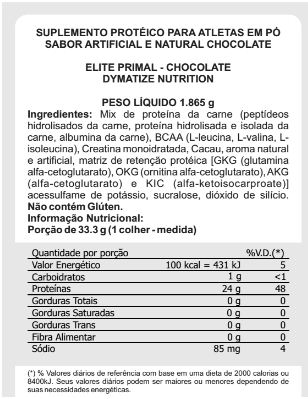 SUPLEMENTO PROTÉICO PARA ATLETAS EM PÓ
SABOR ARTIFICIAL E NATURAL CHOCOLATE
ELITE PRIMAL - CHOCOLATE
DYMATIZE NUTRITION
PESO LÍQUIDO 1.865 g
Ingredientes: Mix de proteína da carne (peptídeos
hidrolisados da carne, proteína hidrolisada e isolada da
carne, albumina da carne), BCAA (L-leucina, L-valina, L-
isoleucina), Creatina monoidratada, Cacau, aroma natural
e artificial, matriz de retenção protéica [GKG (glutamina
alfa-cetoglutarato), OKG (ornitina alfa-cetoglutarato), AKG
(alfa-cetoglutarato) e KIC (alfa-ketoisocarproate)]
acessulfame de potássio, sucralose, dióxido de silício.
Não contém Glúten.
Informação Nutricional:
Porção de 33.3 g (1 colher - medida)
Quantidade por porção %V.D.(*)
Valor Energético 100 kcal = 431 kJ 5
Carboidratos 1 g <1
Proteínas 24 g 48
Gorduras Totais 0 g 0
Gorduras Saturadas 0 g 0
Gorduras Trans 0 g 0
Fibra Alimentar 0 g 0
Sódio 85 mg 4
(*) % Valores diários de referência com base em uma dieta de 2000 calorias ou
8400kJ. Seus valores diários podem ser maiores ou menores dependendo de
suas necessidades energéticas.